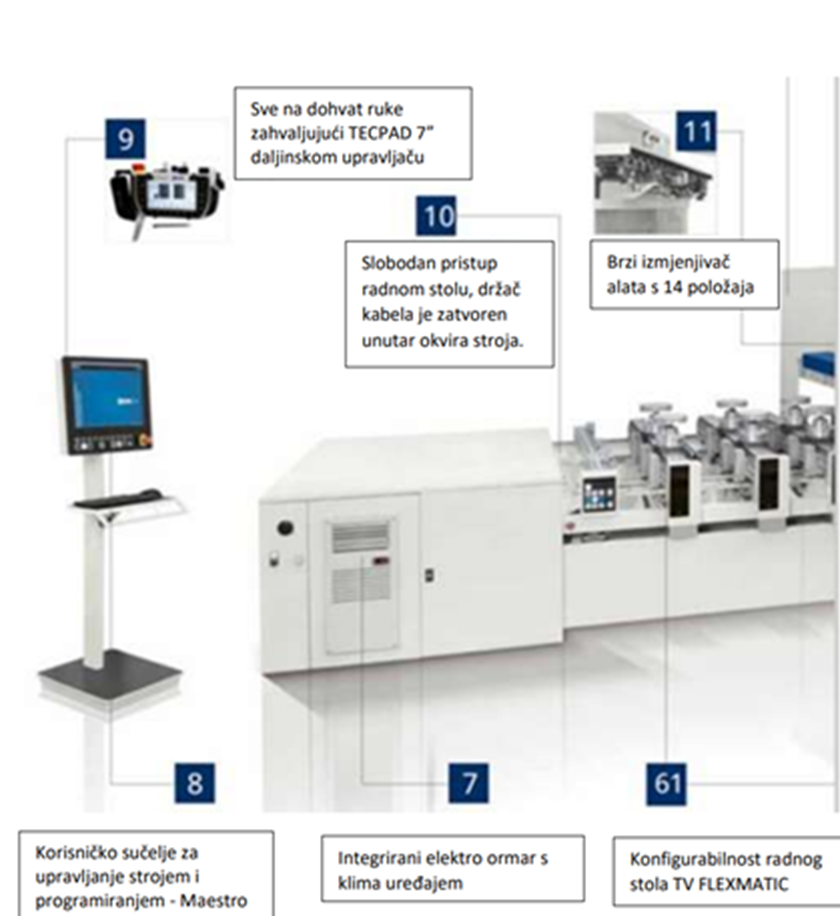 9
Sve na dohvat ruke
zahvaljujući TECPAD 7”
daljinskom upravljaču
10
Slobodan pristup
radnom stolu, držač
kabela je zatvoren
unutar okvira stroja.
11
Brzi izmjenjivač
alata s 14 položaja
8
Korisničko sučelje za
upravljanje strojem i
programiranjem - Maestro
7
Integrirani elektro ormar s
klima uređajem
61
Konfigurabilnost radnog
stola TV FLEXMATIC